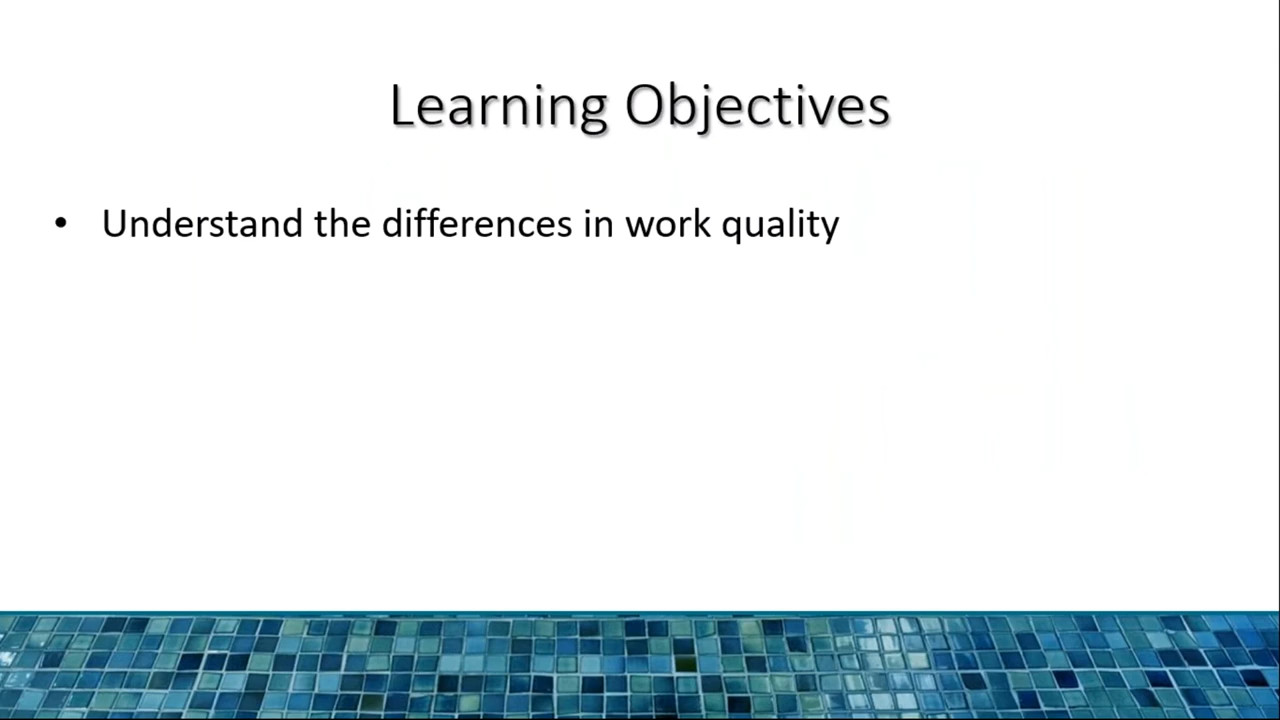 Learning Objectives
• Understand the differences in work quality